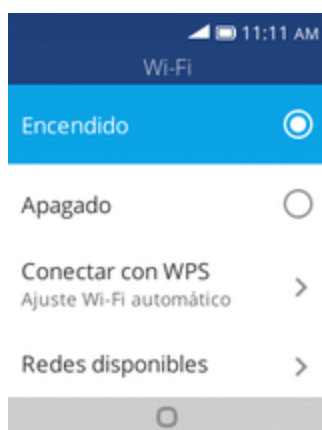 11:11 AM
Wi-Fi
Encendido
Apagado
Conectar con WPS
Ajuste Wi-Fi automático
Redes disponibles